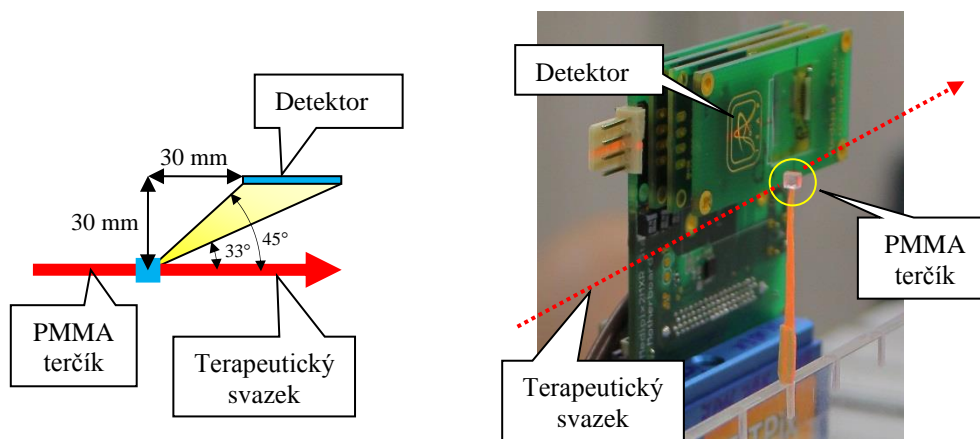 Detektor
30 mm
30 mm
33°
45°
PMMA
terčík
Terapeutický
svazek
Detektor
PMMA
terčík
Terapeutický
svazek